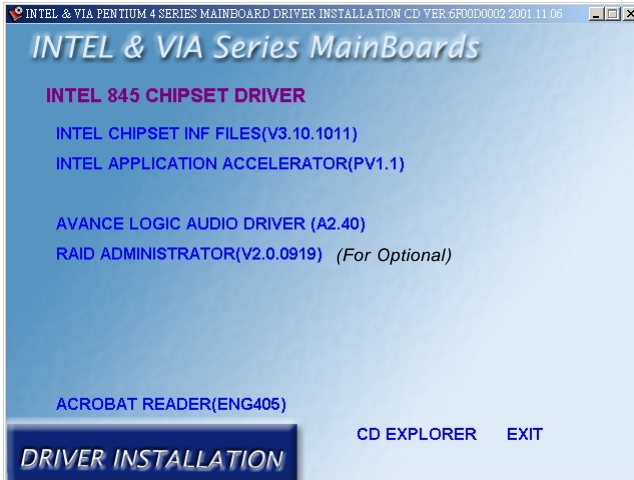 INTEL & VIA PENTIUM 4 SERIES MAINBOARD DRIVER INSTALLATION CD VER:6F00D0002 2001.11.06
INTEL & VIA Series MainBoards
INTEL 845 CHIPSET DRIVER
INTEL CHIPSET INF FILES(V3.10.1011)
INTEL APPLICATION ACCELERATOR(PV1.1)
AVANCE LOGIC AUDIO DRIVER (A2.40)
RAID ADMINISTRATOR(V2.0.0919) (For Optional)
ACROBAT READER(ENG405)
CD EXPLORER EXIT
DRIVER INSTALLATION